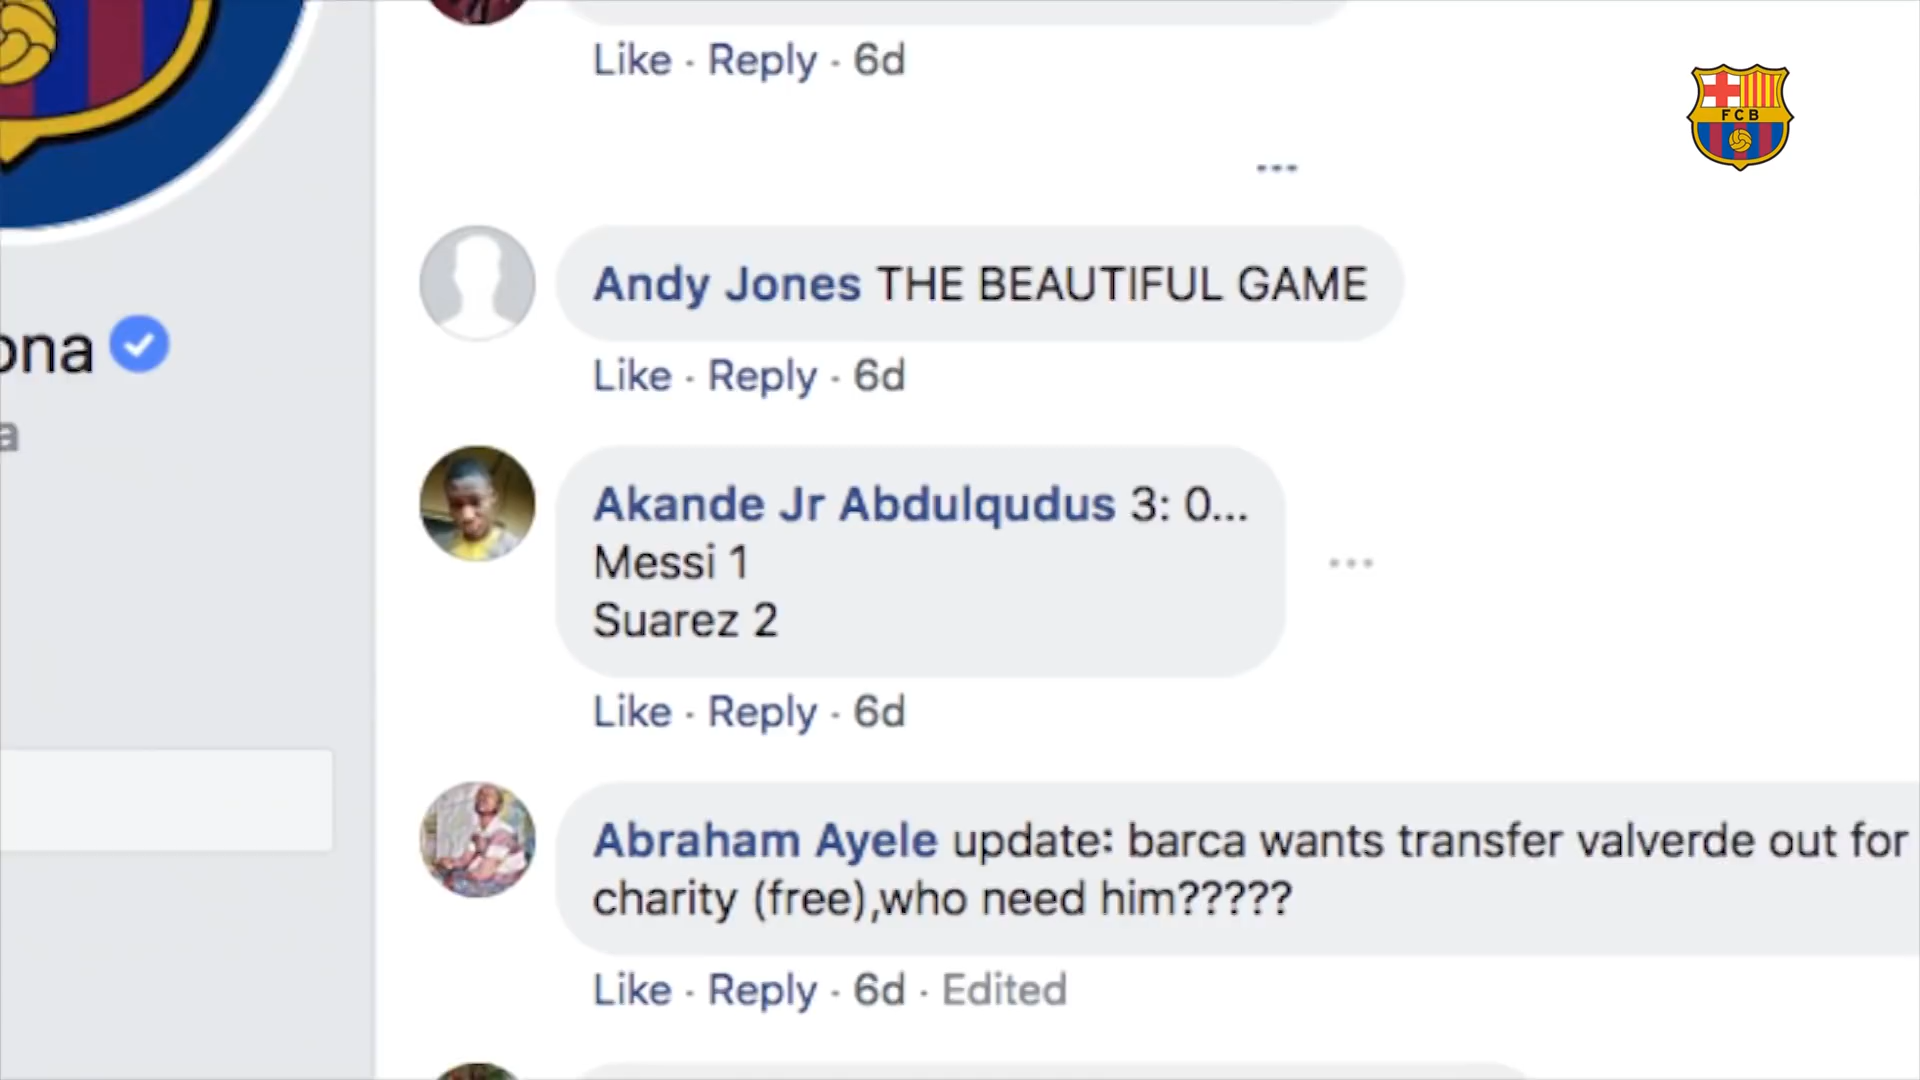 Like · Reply · 6d
FCB
Andy Jones THE BEAUTIFUL GAME
Like · Reply · 6d
ona
a
Akande Jr Abdulqudus 3: 0...
Messi 1
Suarez 2
Like · Reply · 6d
Abraham Ayele update: barca wants transfer valverde out for
charity (free),who need him?????
Like · Reply · 6d · Edited